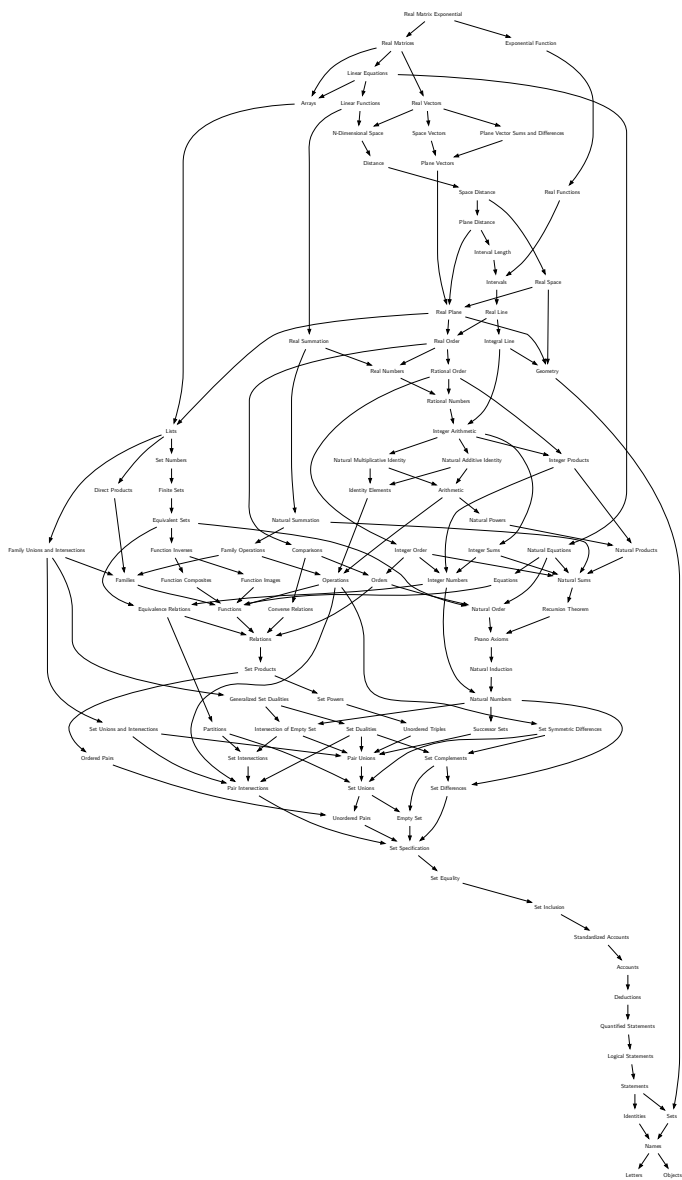 Real Matrix Exponential
Real Matrices
Exponential Function
Linear Equations
Arrays
Linear Functions
Real Vectors
N-Dimensional Space
Space Vectors
Plane Vector Sums and Differences
Distance
Plane Vectors
Space Distance
Real Functions
Plane Distance
Interval Length
Intervals
Real Space
Real Plane
Real Line
Real Summation
Real Order
Integral Line
Real Numbers
Rational Order
Geometry
Rational Numbers
Lists
Integer Arithmetic
Set Numbers
Natural Multiplicative Identity
Natural Additive Identity
Integer Products
Direct Products
Finite Sets
Identity Elements
Arithmetic
Equivalent Sets
Natural Summation
Natural Powers
Family Unions and Intersections
Function Inverses
Family Operations
Comparisons
Integer Order
Integer Sums
Natural Equations
Natural Products
Families
Function Composites
Function Images
Operations
Orders
Integer Numbers
Equations
Natural Sums
Equivalence Relations
Functions
Converse Relations
Natural Order
Recursion Theorem
Relations
Peano Axioms
Set Products
Natural Induction
Generalized Set Dualities
Set Powers
Natural Numbers
Set Unions and Intersections
Partitions
Intersection of Empty Set
Set Dualities
Unordered Triples
Successor Sets
Set Symmetric Differences
Ordered Pairs
Set Intersections
Pair Unions
Set Complements
Pair Intersections
Set Unions
Set Differences
Unordered Pairs
Empty Set
Set Specification
Set Equality
Set Inclusion
Standardized Accounts
Accounts
Deductions
Quantified Statements
Logical Statements
Statements
Identities
Sets
Names
Letters
Objects